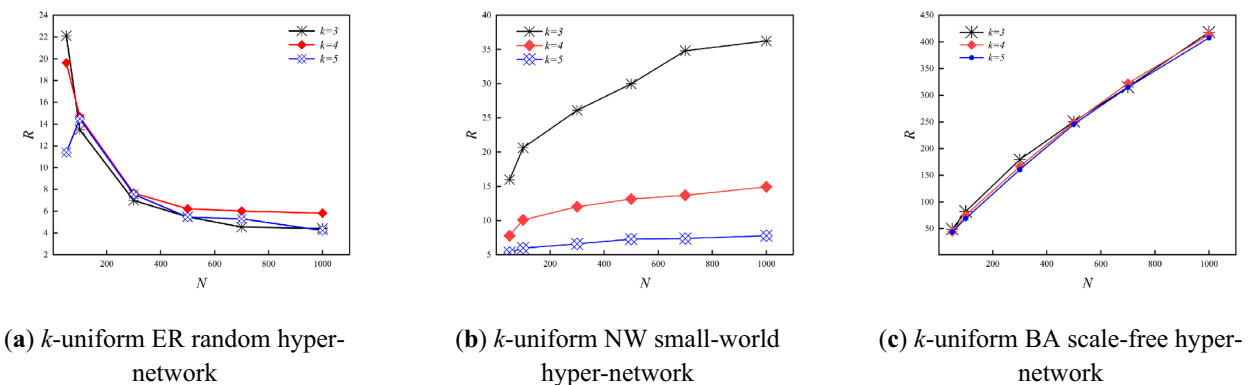 22
20
18
16
14
12
10
8
6
4
2
R
200
400
600
800
1000
N
k=3
k=4
k=5
40
35
30
25
20
15
10
5
R
200
400
600
800
1000
N
k=3
k=4
k=5
450
400
350
300
250
200
150
100
50
R
200
400
600
800
1000
N
k=3
k=4
k=5
(a) k-uniform ER random hyper-
network
(b) k-uniform NW small-world
hyper-network
(c) k-uniform BA scale-free hyper-
network